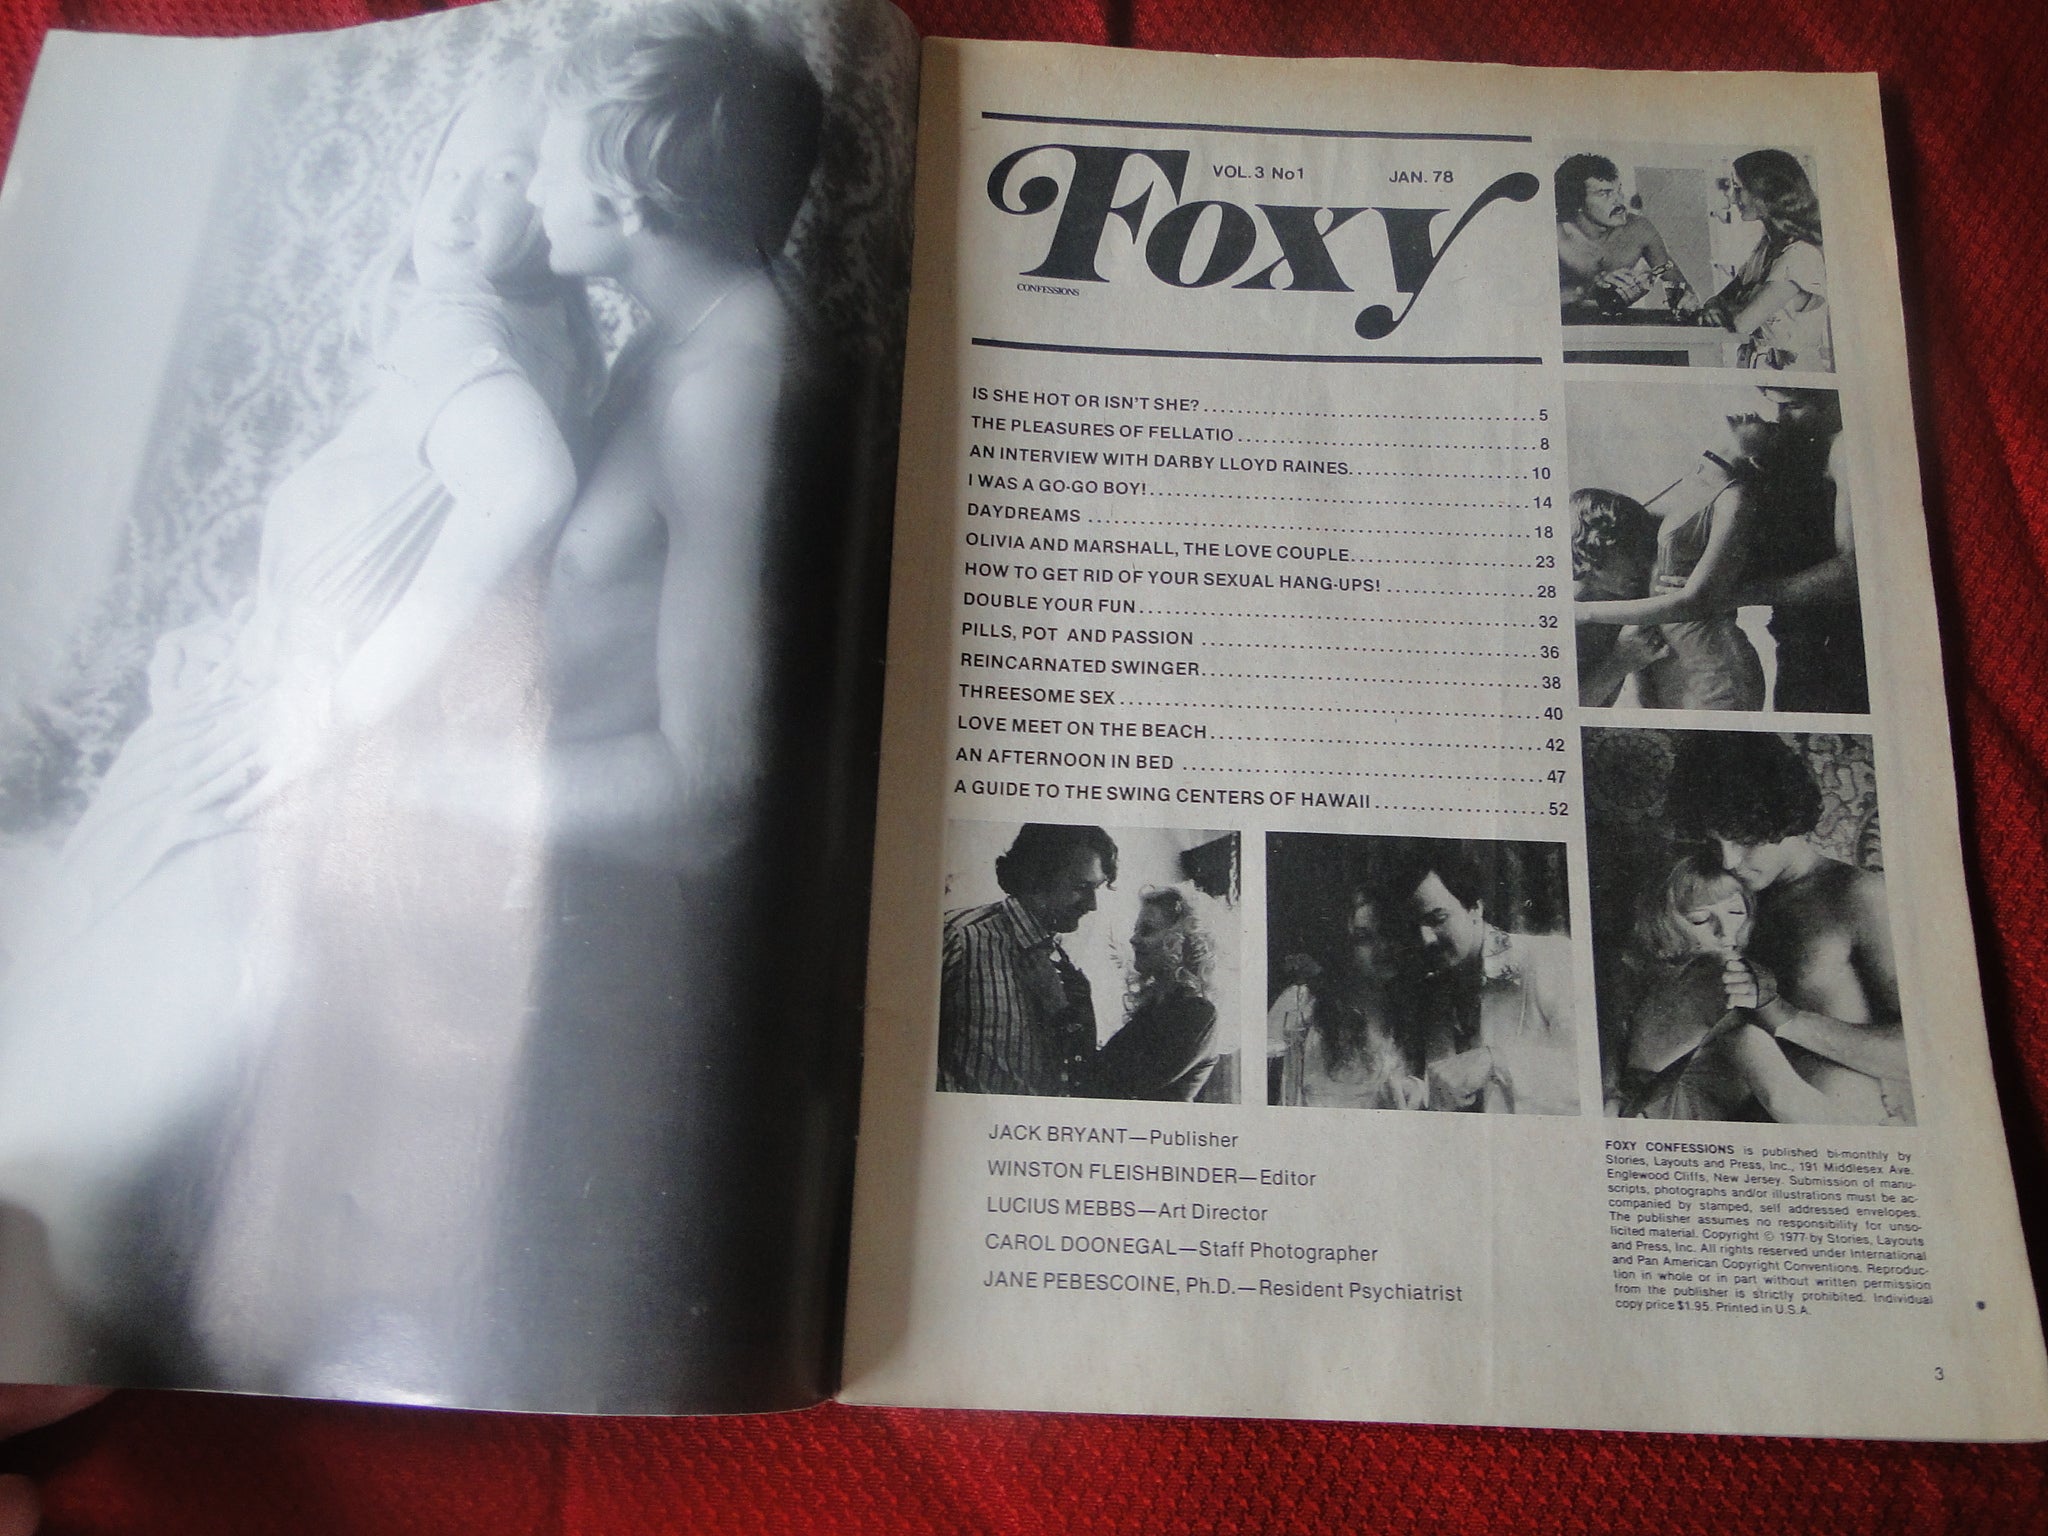 VOL. 3 No 1 JAN. 78
Foxy
CONFESSIONS
IS SHE HOT OR ISN'T SHE? 5
THE PLEASURES OF FELLATIO 8
AN INTERVIEW WITH DARBY LLOYD RAINES 10
I WAS A GO-GO BOY! 14
DAYDREAMS 18
OLIVIA AND MARSHALL, THE LOVE COUPLE 23
HOW TO GET RID OF YOUR SEXUAL HANG-UPS! 28
DOUBLE YOUR FUN 32
PILLS, POT AND PASSION 36
REINCARNATED SWINGER 38
THREESOME SEX 40
LOVE MEET ON THE BEACH 42
AN AFTERNOON IN BED 47
A GUIDE TO THE SWING CENTERS OF HAWAII 52
JACK BRYANT—Publisher
WINSTON FLEISHBINDER—Editor
LUCIUS MEBBS—Art Director
CAROL DOONEGAL—Staff Photographer
JANE PEBESCOINE, Ph.D.—Resident Psychiatrist
FOXY CONFESSIONS is published bi-monthly by
Stories, Layouts and Press, Inc., 191 Middlesex Ave.
Englewood Cliffs, New Jersey. Submission of manu-
scripts, photographs and/or illustrations must be ac-
companied by stamped, self addressed envelopes.
The publisher assumes no responsibility for unso-
licited material. Copyright © 1977 by Stories, Layouts
and Press, Inc. All rights reserved under International
and Pan American Copyright Conventions. Reproduc-
tion in whole or in part without written permission
from the publisher is strictly prohibited. Individual
copy price $1.95. Printed in U.S.A.
3